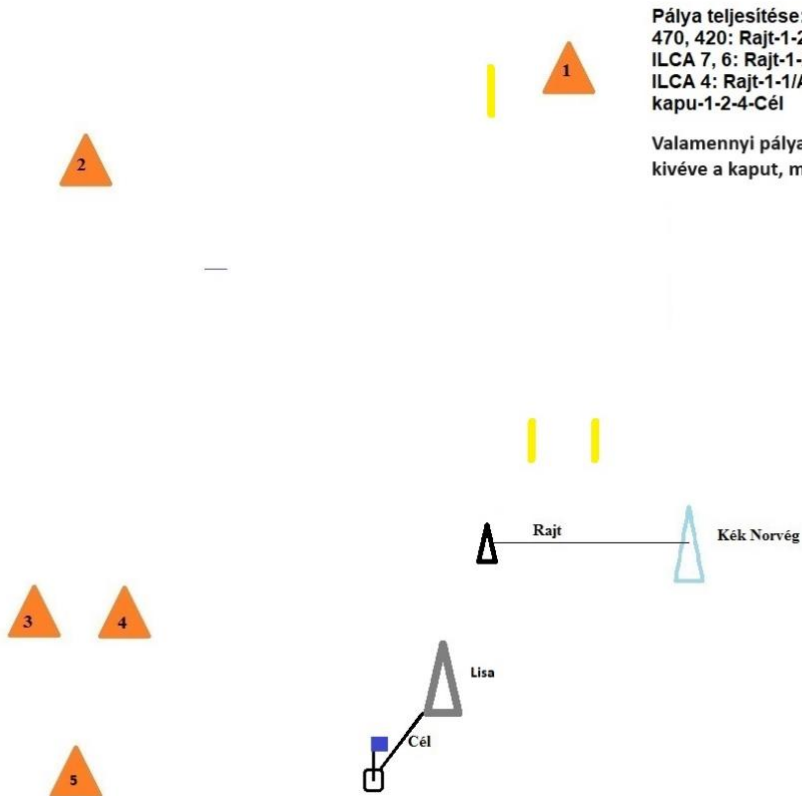 Pálya teljesítése:
470, 420: Rajt-1-2
ILCA 7, 6: Rajt-1-
ILCA 4: Rajt-1-1/A
kapu-1-2-4-Cél
Valamennyi pálya
kivéve a kaput, m
1
2
Rajt
Kék Norvég
3
4
Lisa
Cél
5